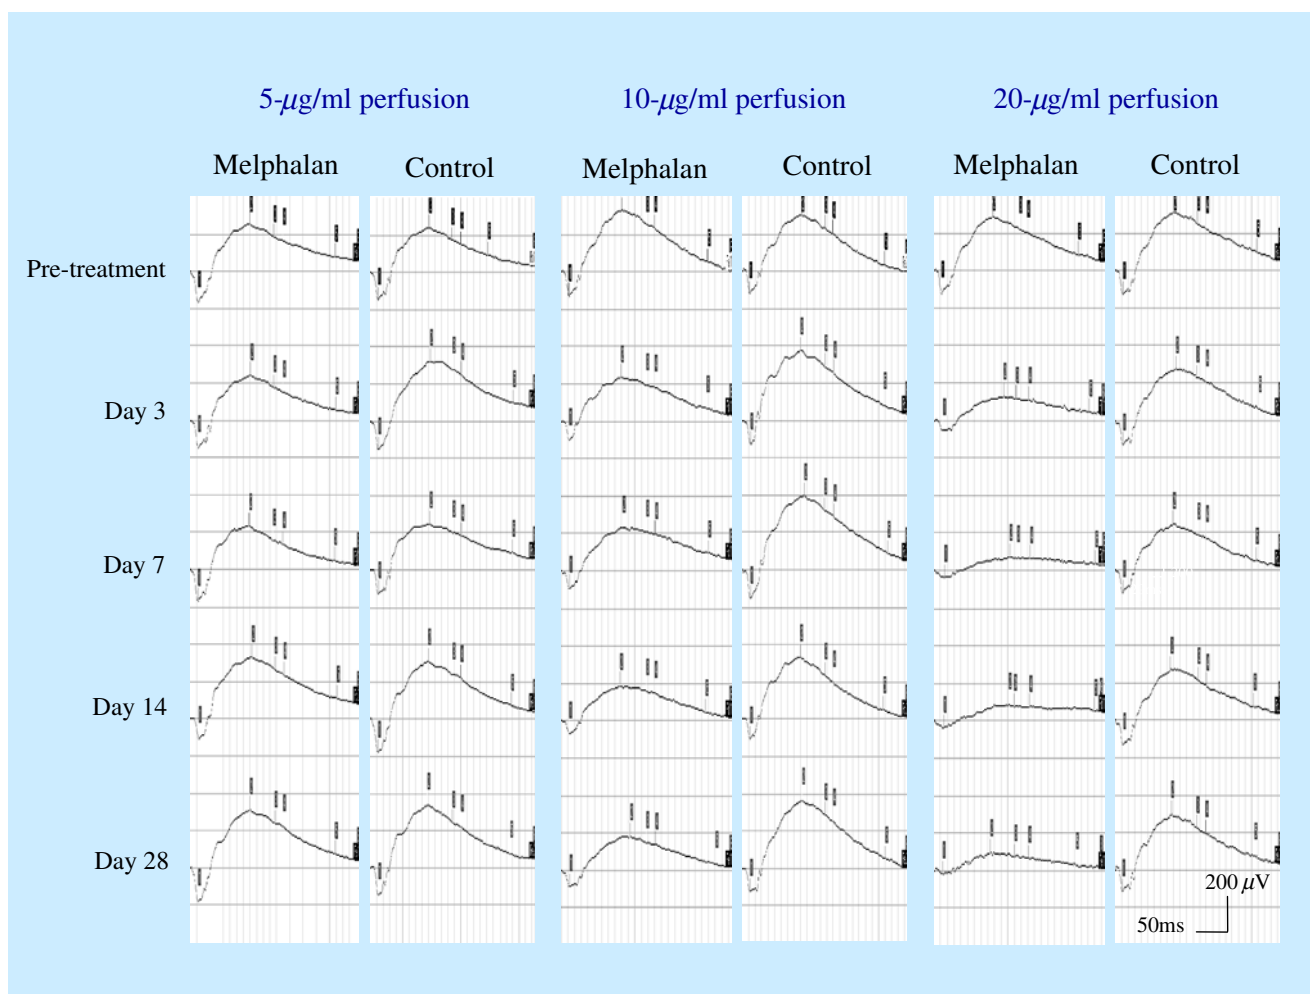 5-μg/ml perfusion 10-μg/ml perfusion 20-μg/ml perfusion
Melphalan Control Melphalan Control Melphalan Control
Pre-treatment
Day 3
Day 7
Day 14
Day 28
200 μV
50ms